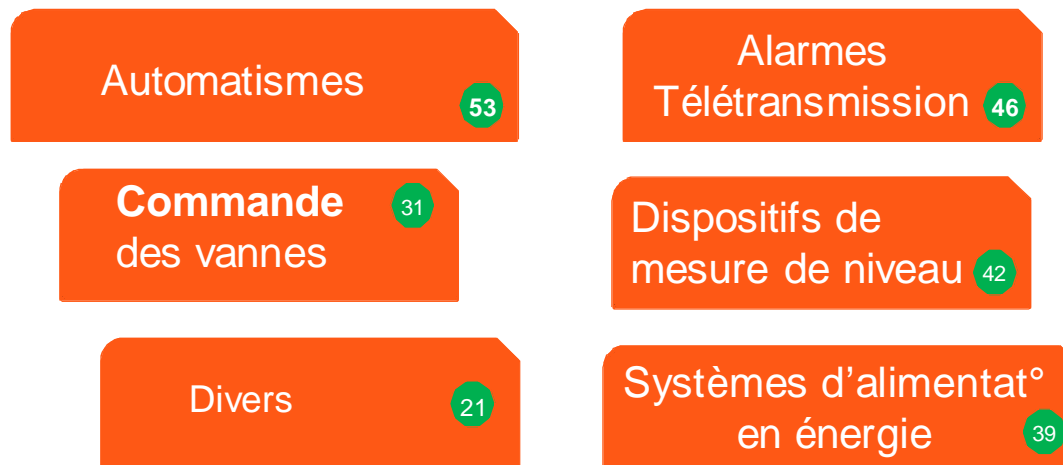 Automatismes
53
Alarmes
Télétransmission 46
Commande 31
des vannes
Dispositifs de
mesure de niveau 42
Divers 21
Systèmes d’alimentat°
en énergie 39